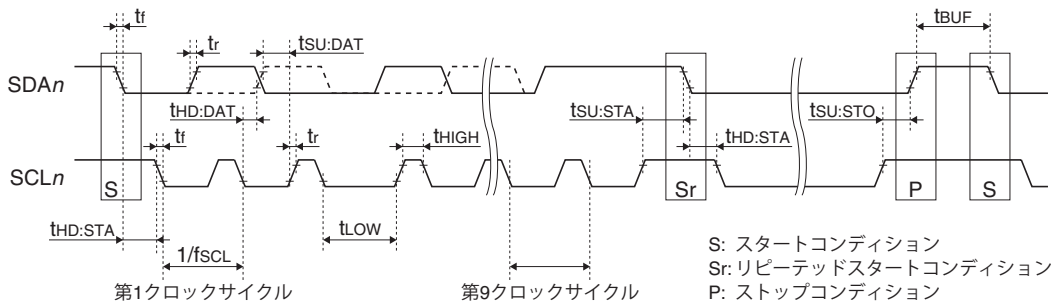 tf
tr
tSU:DAT
tBUF
SDAn
tHD:DAT
tf
tr
tHIGH
tSU:STA
tHD:STA
tSU:STO
SCLn
S
Sr
P
S
tHD:STA
1/fSCL
tLOW
第1クロックサイクル
第9クロックサイクル
S: スタートコンディション
Sr: リピーテッドスタートコンディション
P: ストップコンディション